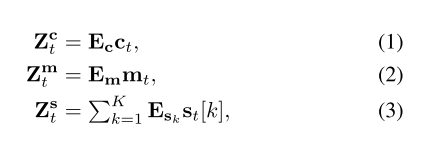 Z_t^c = E_c c_t, (1)
Z_t^m = E_m m_t, (2)
Z_t^s = ∑_{k=1}^K E_{s_k} s_t[k], (3)